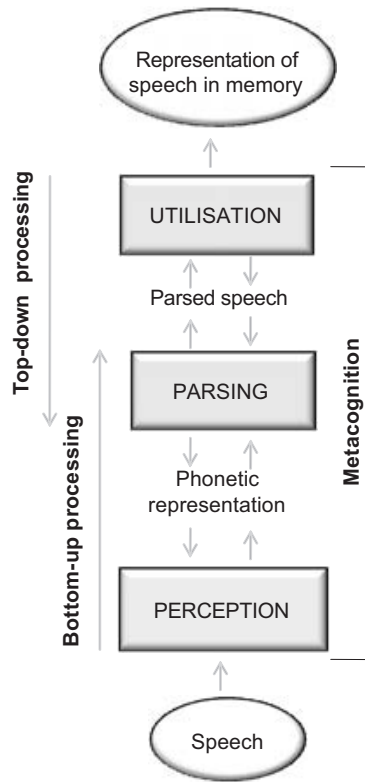 Representation of
speech in memory
UTILISATION
Top-down processing
Parsed speech
PARSING
Metacognition
Bottom-up processing
Phonetic
representation
PERCEPTION
Speech